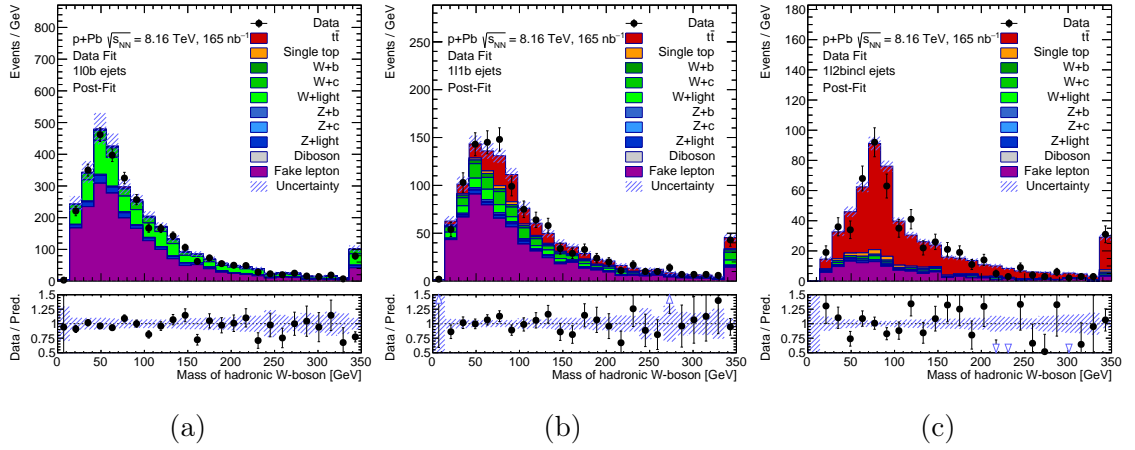 Events / GeV
800
700
600
500
400
300
200
100
0
p+Pb √sNN = 8.16 TeV, 165 nb⁻¹
Data Fit
1l0b ejets
Post-Fit
Data
tt̄
Single top
W+b
W+c
W+light
Z+b
Z+c
Z+light
Diboson
Fake lepton
Uncertainty
Data / Pred.
1.5
1.25
1
0.75
0.5
0 50 100 150 200 250 300 350
Mass of hadronic W-boson [GeV]
(a)
Events / GeV
250
200
150
100
50
0
p+Pb √sNN = 8.16 TeV, 165 nb⁻¹
Data Fit
1l1b ejets
Post-Fit
Data
tt̄
Single top
W+b
W+c
W+light
Z+b
Z+c
Z+light
Diboson
Fake lepton
Uncertainty
Data / Pred.
1.5
1.25
1
0.75
0.5
0 50 100 150 200 250 300 350
Mass of hadronic W-boson [GeV]
(b)
Events / GeV
180
160
140
120
100
80
60
40
20
0
p+Pb √sNN = 8.16 TeV, 165 nb⁻¹
Data Fit
1l2bincl ejets
Post-Fit
Data
tt̄
Single top
W+b
W+c
W+light
Z+b
Z+c
Z+light
Diboson
Fake lepton
Uncertainty
Data / Pred.
1.5
1.25
1
0.75
0.5
0 50 100 150 200 250 300 350
Mass of hadronic W-boson [GeV]
(c)